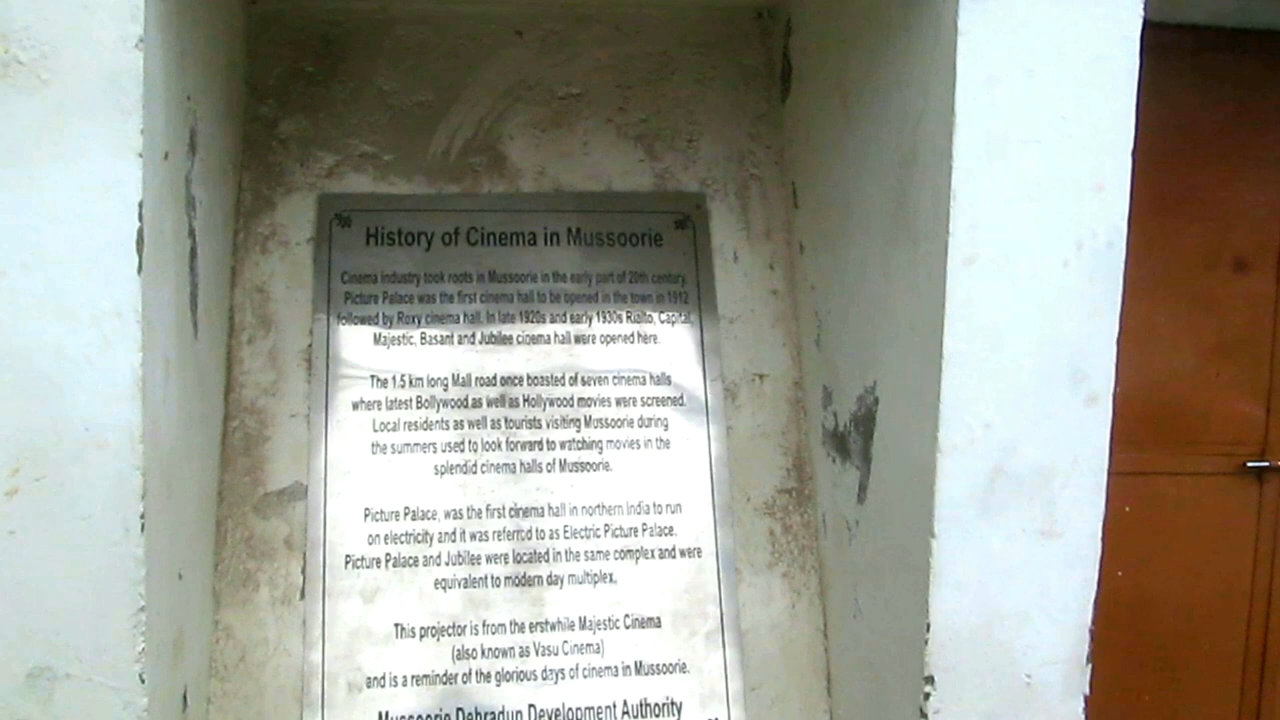 History of Cinema in Mussoorie
Cinema industry took roots in Mussoorie in the early part of 20th century.
Picture Palace was the first cinema hall to be opened in the town in 1912
followed by Roxy cinema hall. In late 1920s and early 1930s Rialto, Capital,
Majestic, Basant and Jubilee cinema hall were opened here.
The 1.5 km long Mall road once boasted of seven cinema halls
where latest Bollywood as well as Hollywood movies were screened.
Local residents as well as tourists visiting Mussoorie during
the summers used to look forward to watching movies in the
splendid cinema halls of Mussoorie.
Picture Palace, was the first cinema hall in northern India to run
on electricity and it was referred to as Electric Picture Palace.
Picture Palace and Jubilee were located in the same complex and were
equivalent to modern day multiplex.
This projector is from the erstwhile Majestic Cinema
(also known as Vasu Cinema)
and is a reminder of the glorious days of cinema in Mussoorie.
Mussoorie Dehradun Development Authority